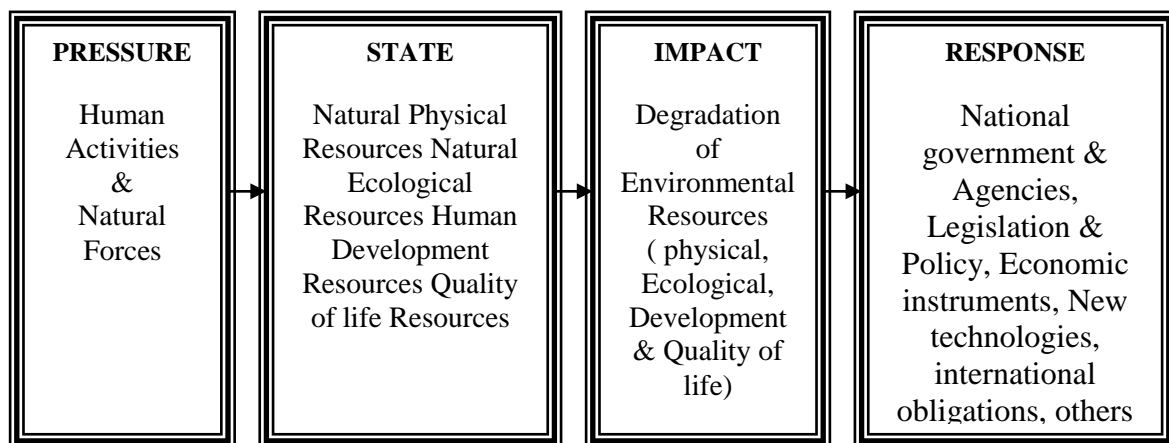 PRESSURE
Human
Activities
&
Natural
Forces
STATE
Natural Physical
Resources Natural
Ecological
Resources Human
Development
Resources Quality
of life Resources
IMPACT
Degradation
of
Environmental
Resources
( physical,
Ecological,
Development
& Quality of
life)
RESPONSE
National
government &
Agencies,
Legislation &
Policy, Economic
instruments, New
technologies,
international
obligations, others